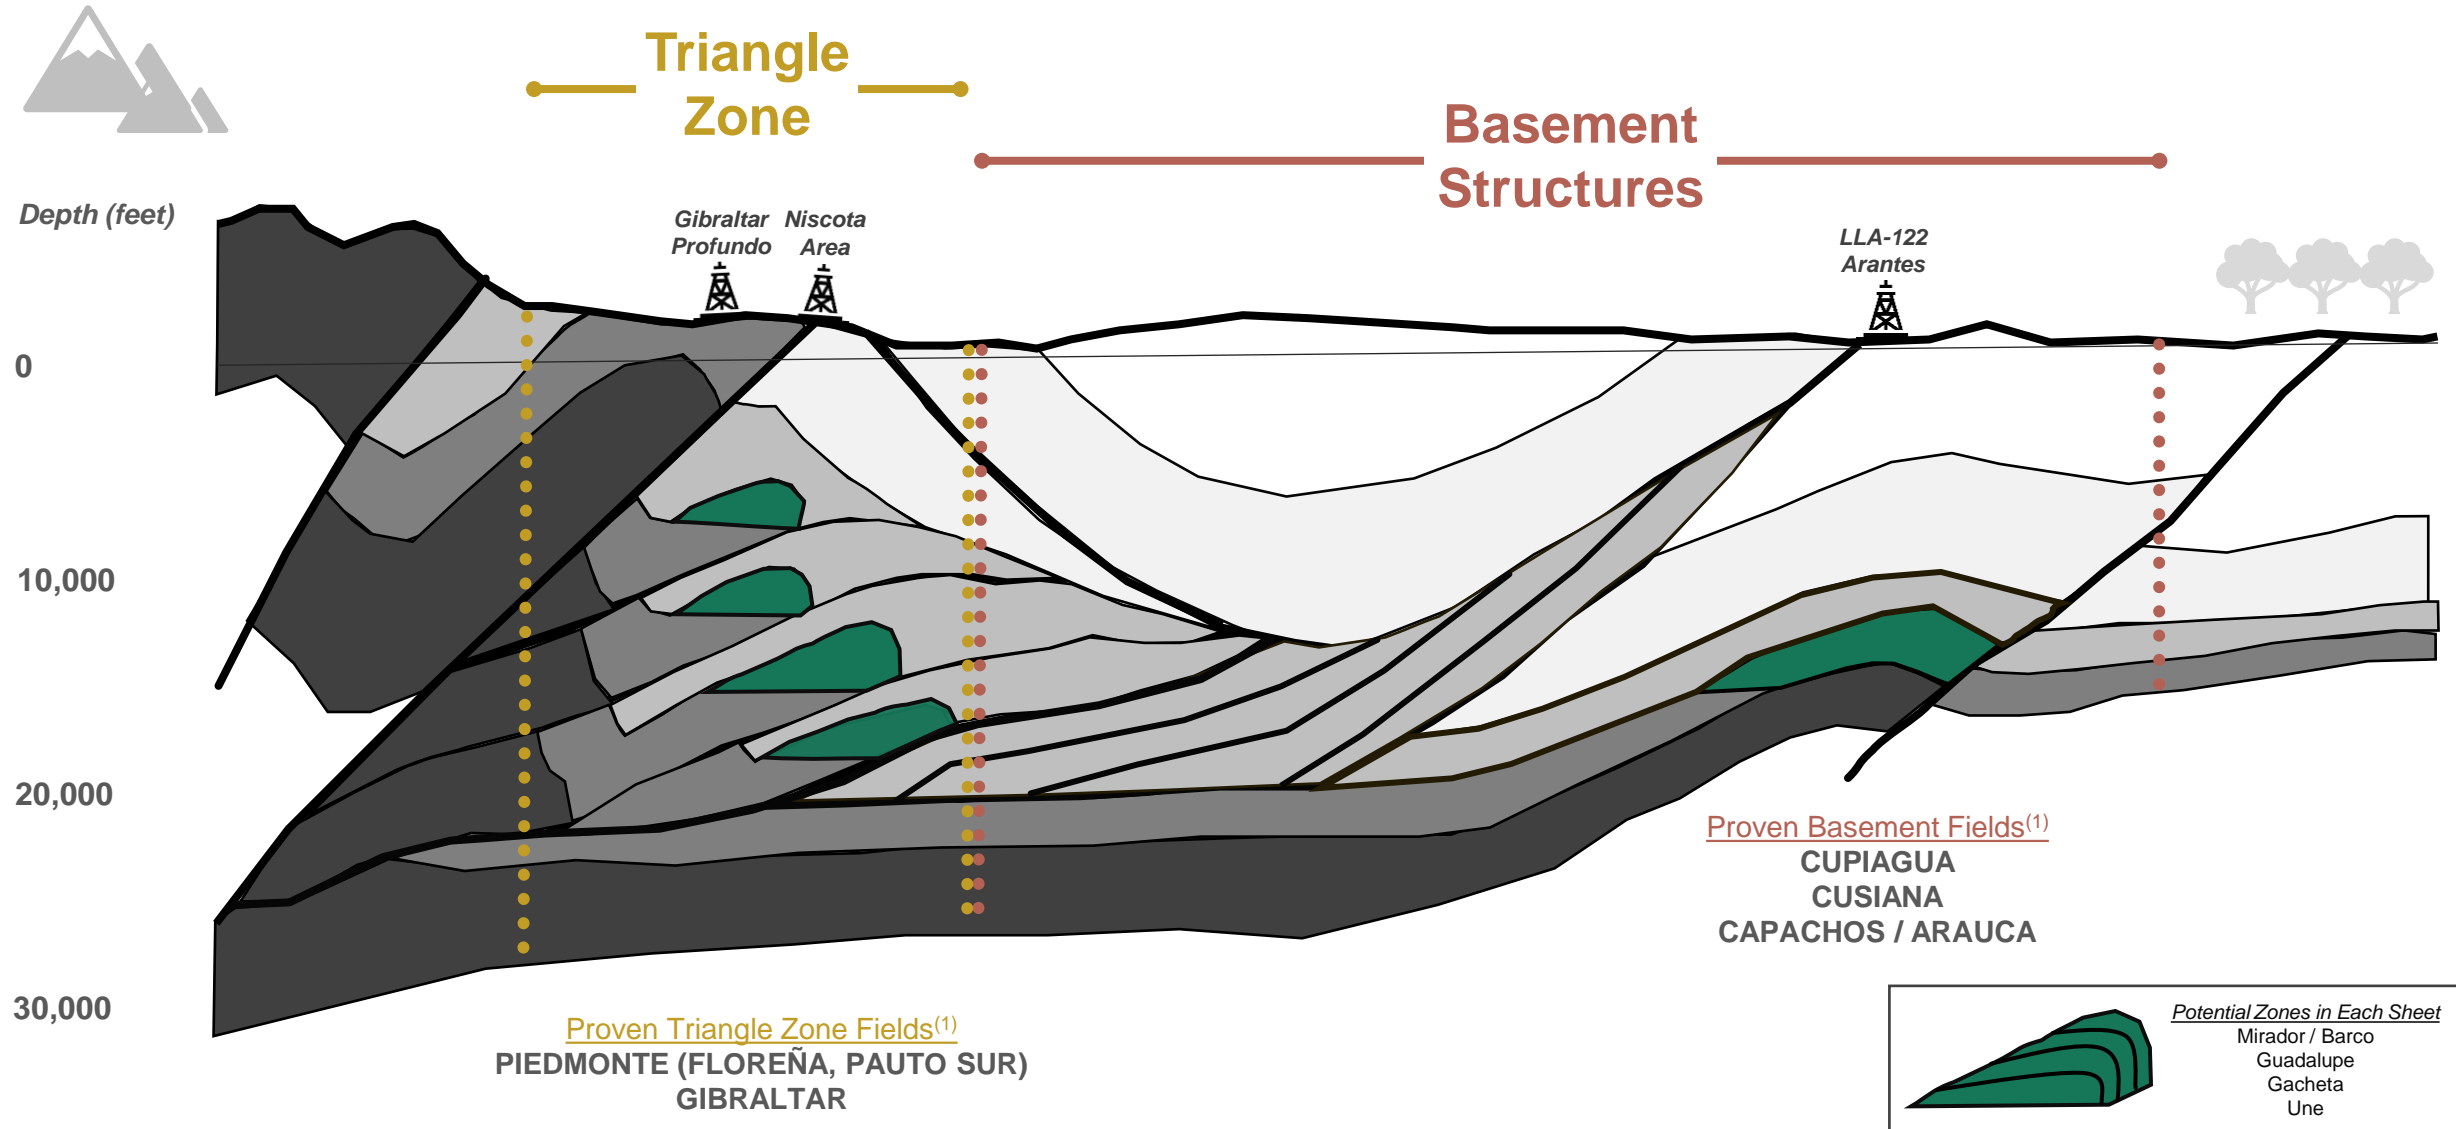 Triangle
Zone
Basement
Structures
Depth (feet)
Gibraltar
Profundo
Niscota
Area
LLA-122
Arantes
0
10,000
20,000
30,000
Proven Basement Fields(1)
CUPIAGUA
CUSIANA
CAPACHOS / ARAUCA
Proven Triangle Zone Fields(1)
PIEDMONTE (FLOREÑA, PAUTO SUR)
GIBRALTAR
Potential Zones in Each Sheet
Mirador / Barco
Guadalupe
Gacheta
Une